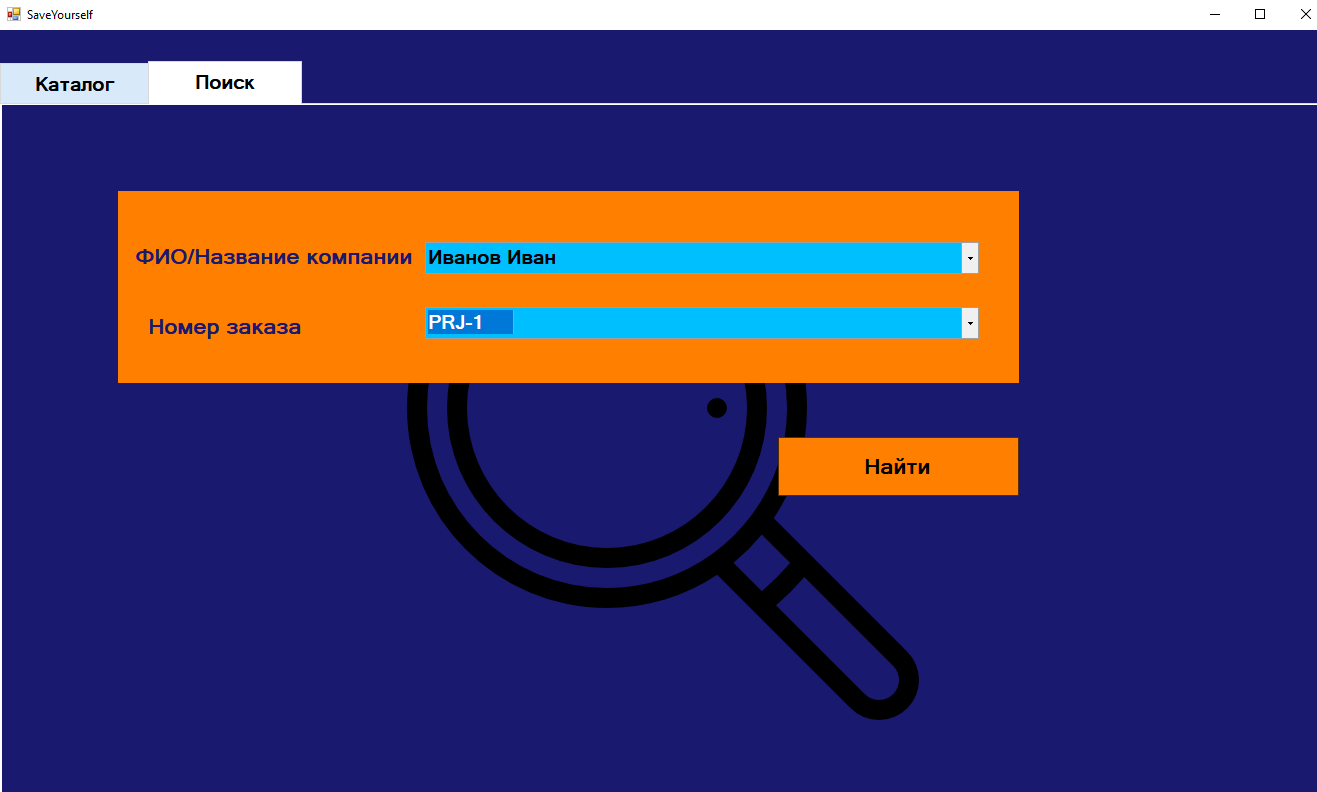 SaveYourself
Каталог
Поиск
ФИО/Название компании
Иванов Иван
Номер заказа
PRJ-1
Найти